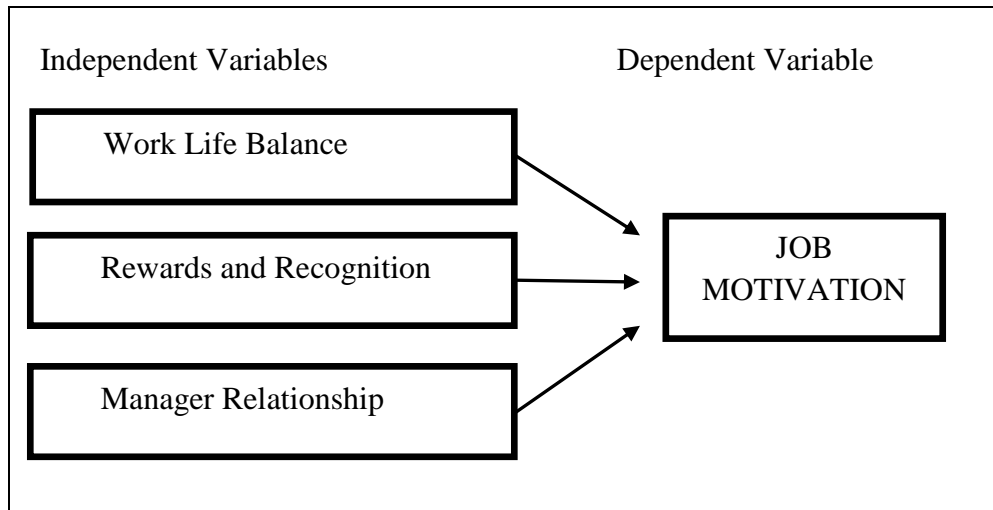 Independent Variables
Dependent Variable
Work Life Balance
Rewards and Recognition
Manager Relationship
JOB
MOTIVATION